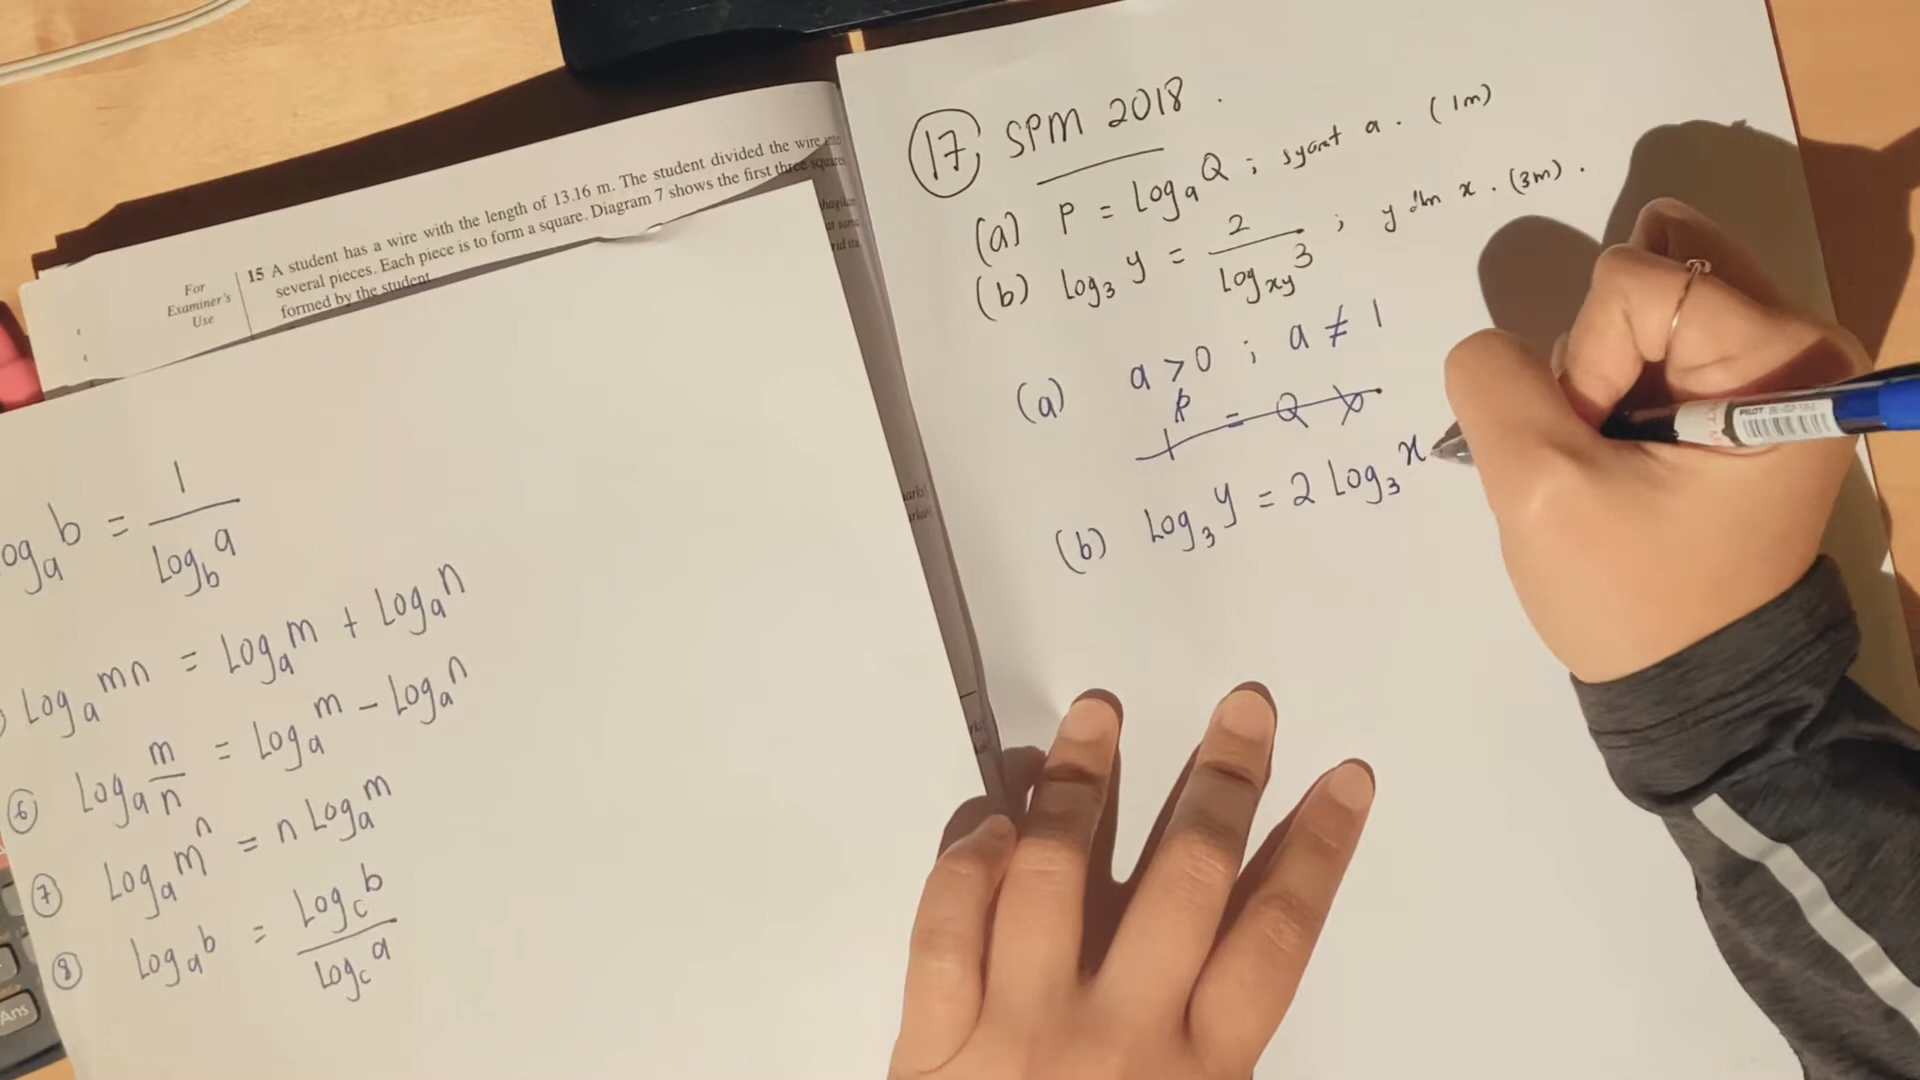 For
Examiner's
Use
15 A student has a wire with the length of 13.16 m. The student divided the wire into
several pieces. Each piece is to form a square. Diagram 7 shows the first three squares
formed by the student.
log_a b = 1 / log_b a
log_a mn = log_a m + log_a n
⑥ log_a m/n = log_a m - log_a n
⑦ log_a m^n = n log_a m
⑧ log_a b = log_c b / log_c a
Ans
⑰ SPM 2018.
(a) P = log_a Q ; syarat a. (1m)
(b) log_3 y = 2 / log_xy 3 ; y dlm x. (3m).
(a) a > 0 ; a ≠ 1
(b) log_3 y = 2 log_3 x
PILOT